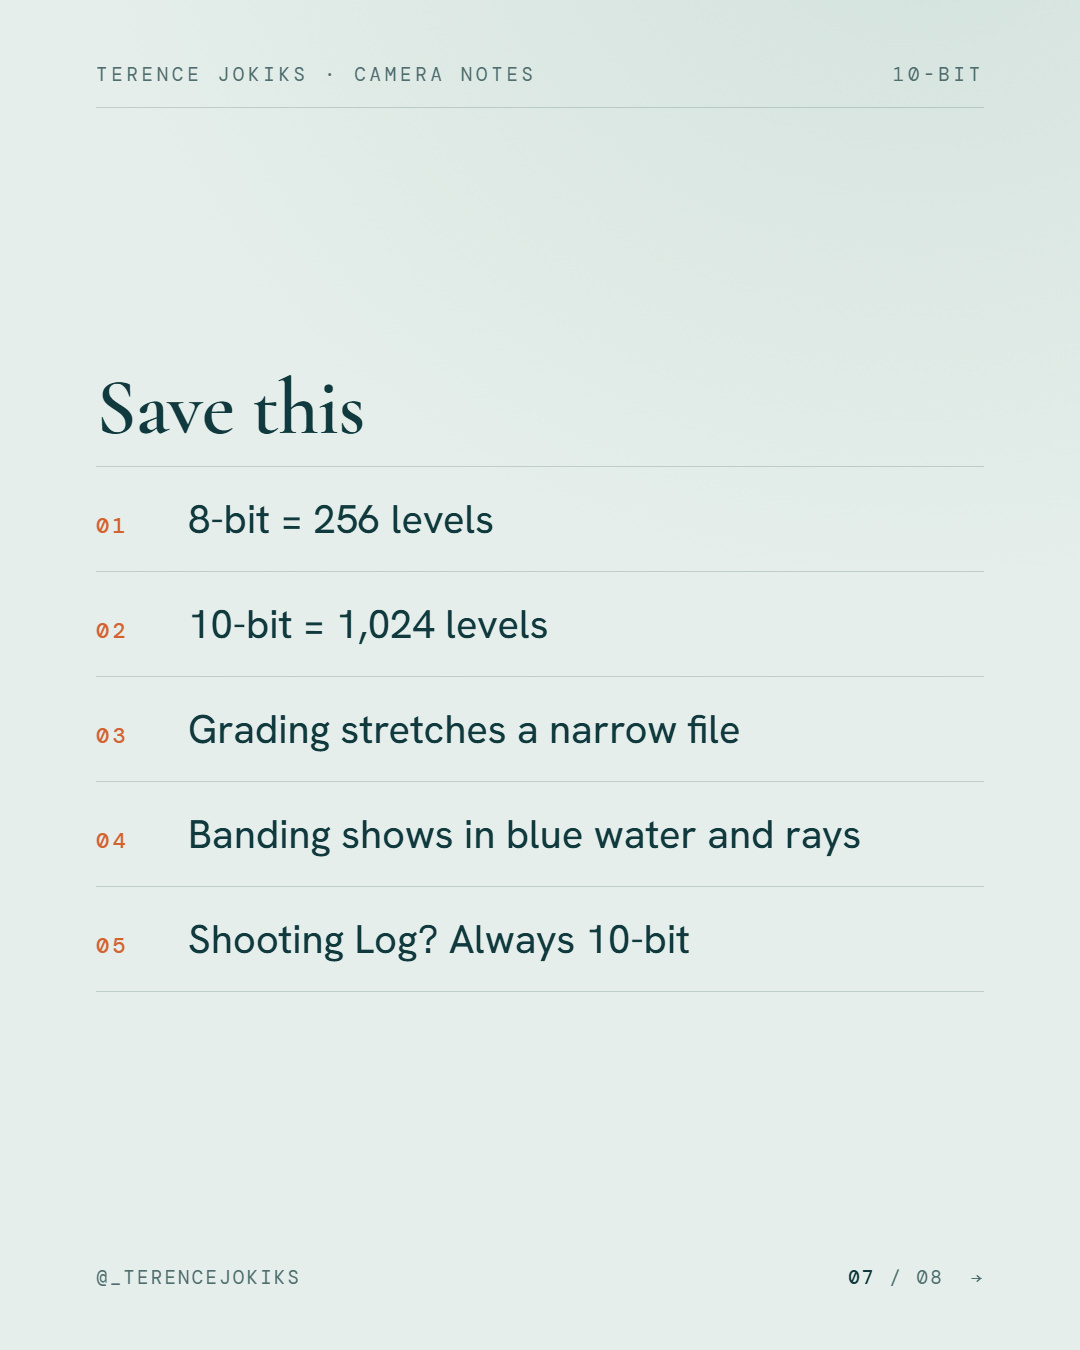 TERENCE JOKIKS · CAMERA NOTES
10-BIT
Save this
01 8-bit = 256 levels
02 10-bit = 1,024 levels
03 Grading stretches a narrow file
04 Banding shows in blue water and rays
05 Shooting Log? Always 10-bit
@_TERENCEJOKIKS
07 / 08 →